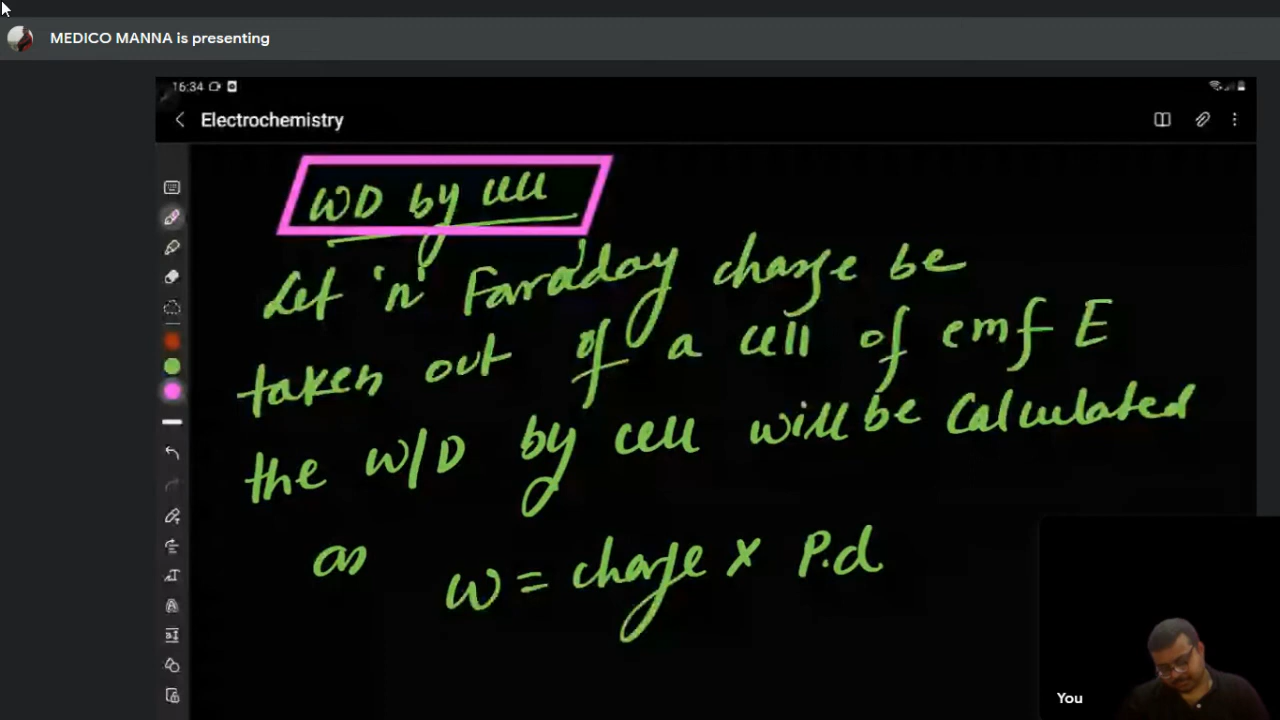 MEDICO MANNA is presenting
16:34
Electrochemistry
WD by cell
Let 'n' Faraday charge be
taken out of a cell of emf E
the W/D by cell will be calculated
as W = charge x P.d
You